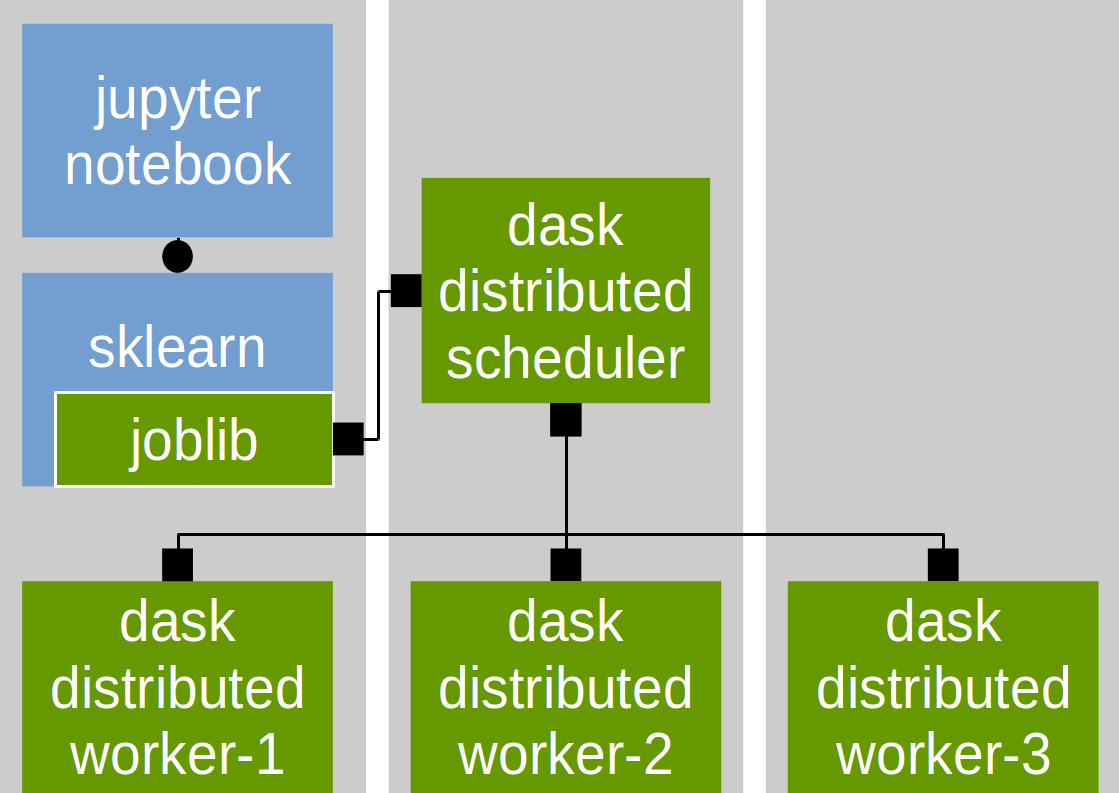 jupyter
notebook
sklearn
joblib
dask
distributed
scheduler
dask
distributed
worker-1
dask
distributed
worker-2
dask
distributed
worker-3